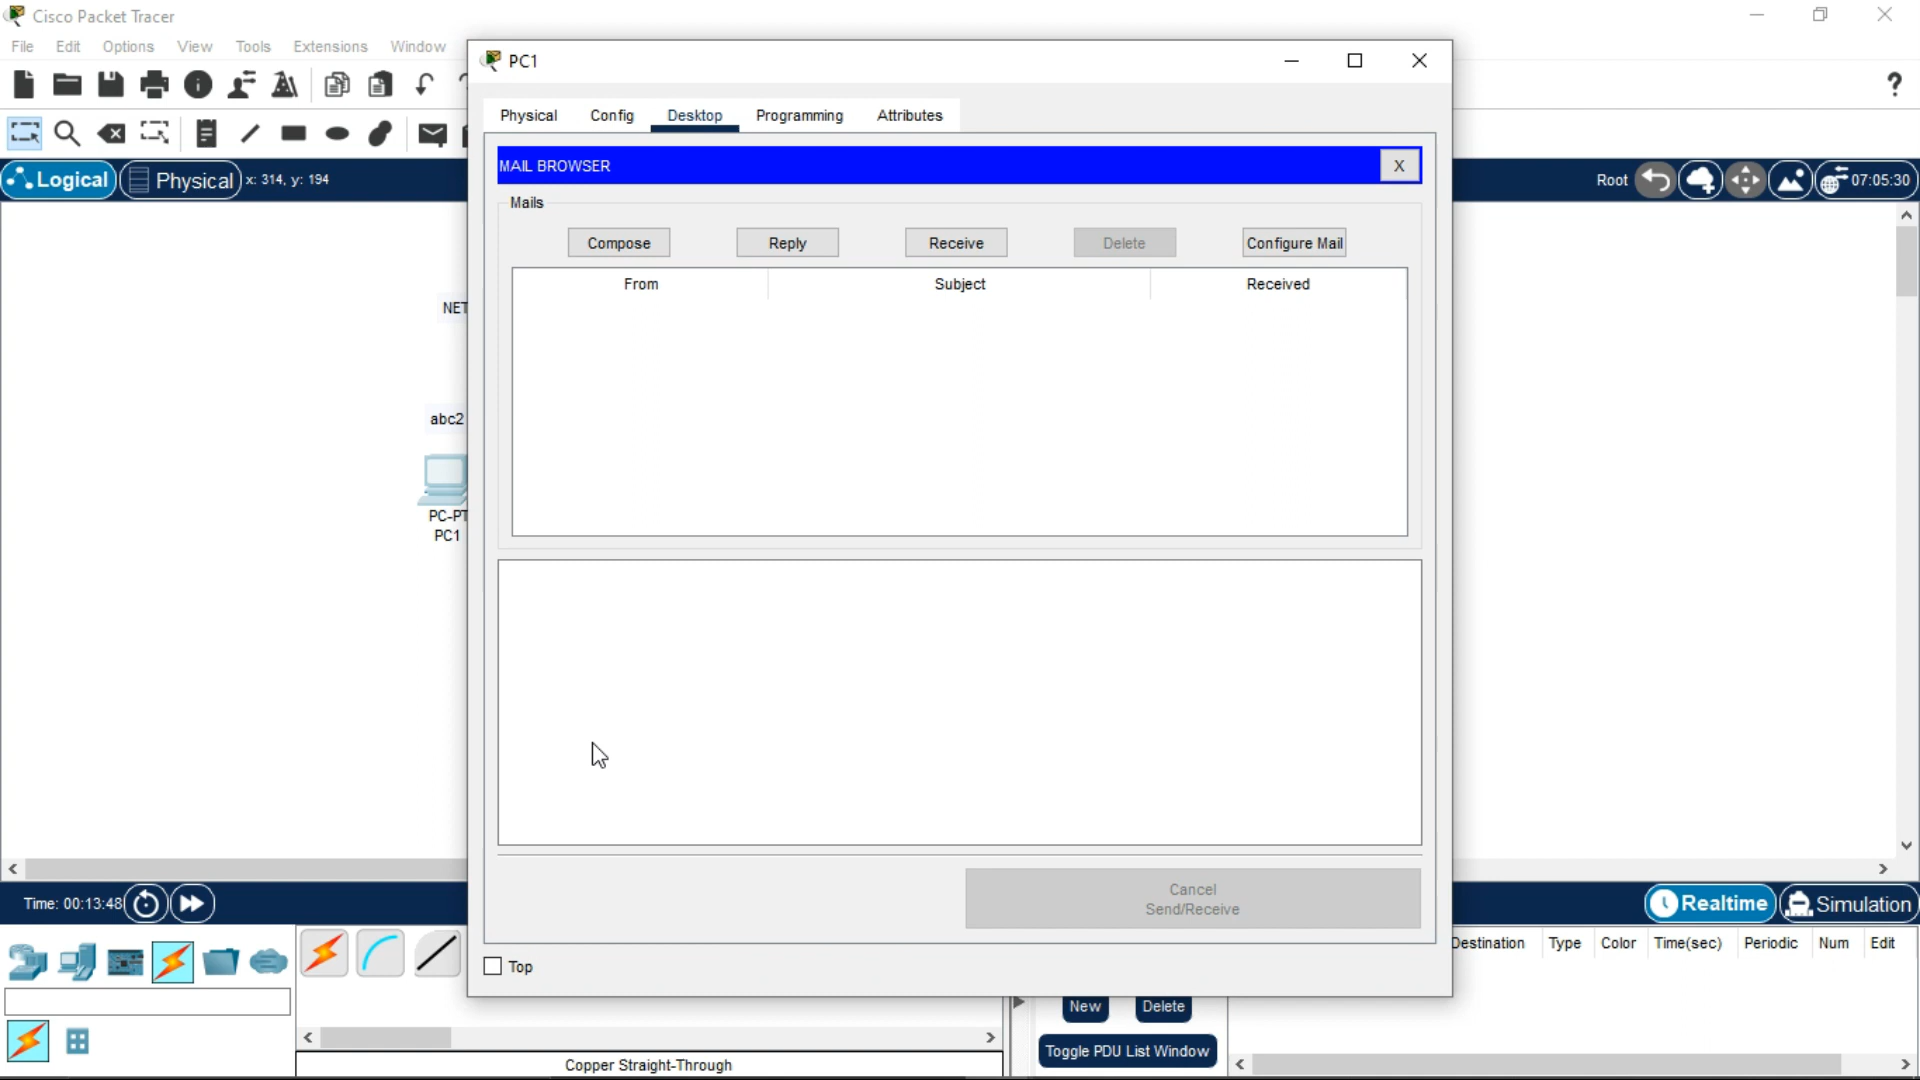 Cisco Packet Tracer
File Edit Options View Tools Extensions Window
PC1
Physical Config Desktop Programming Attributes
MAIL BROWSER X
Logical Physical x: 314, y: 194
Root 07:05:30
Mails
Compose Reply Receive Delete Configure Mail
From Subject Received
NET
abc2
PC-PT
PC1
Cancel
Send/Receive
Time: 00:13:48
Realtime Simulation
Top
Destination Type Color Time(sec) Periodic Num Edit
New Delete
Toggle PDU List Window
Copper Straight-Through